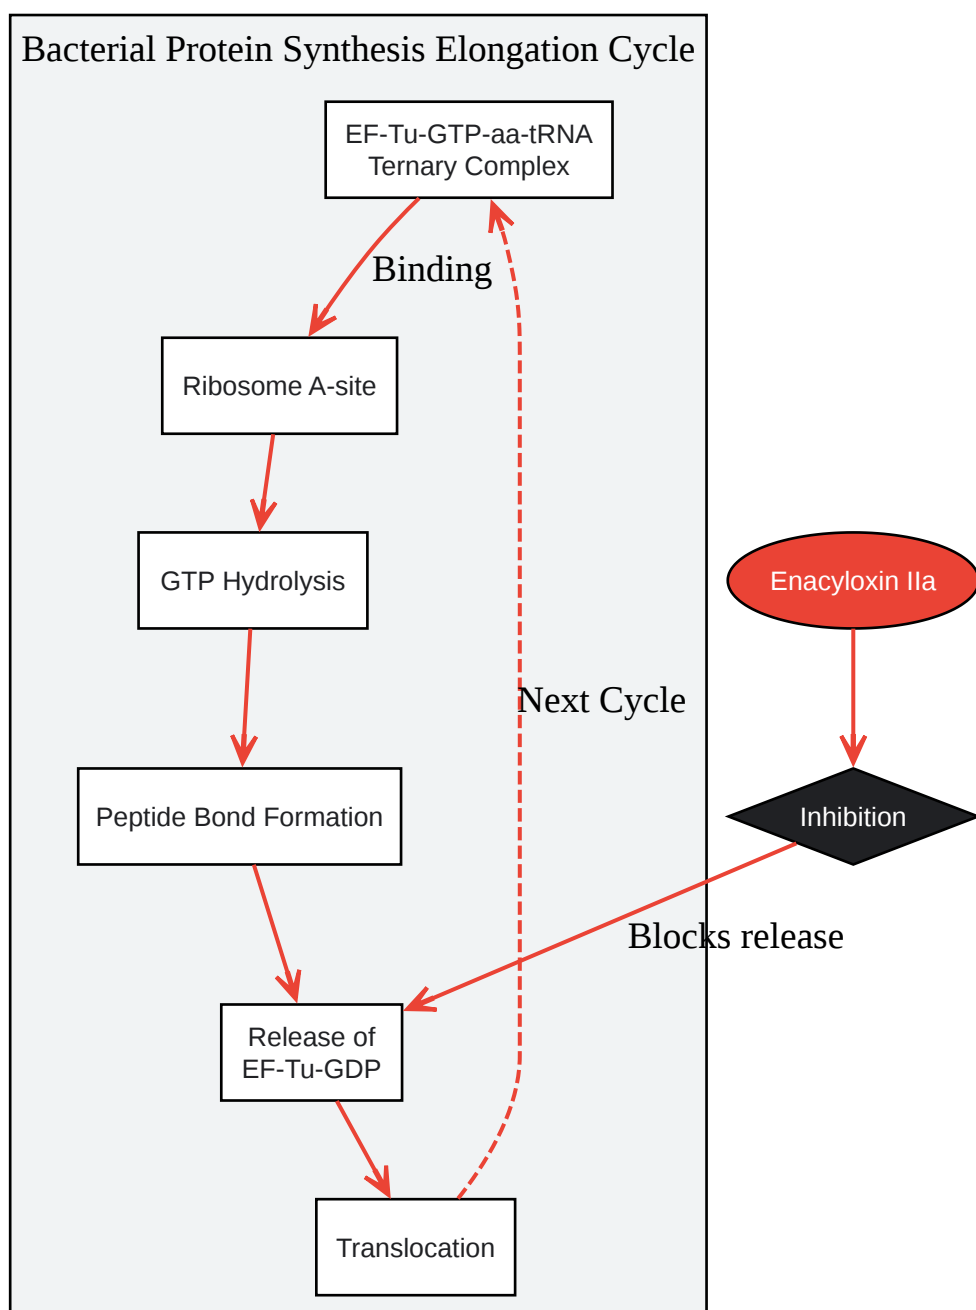 Bacterial Protein Synthesis Elongation Cycle
EF-Tu-GTP-aa-tRNA
Ternary Complex
Binding
Ribosome A-site
GTP Hydrolysis
Enacyloxin IIa
Next Cycle
Peptide Bond Formation
Inhibition
Blocks release
Release of
EF-Tu-GDP
Translocation